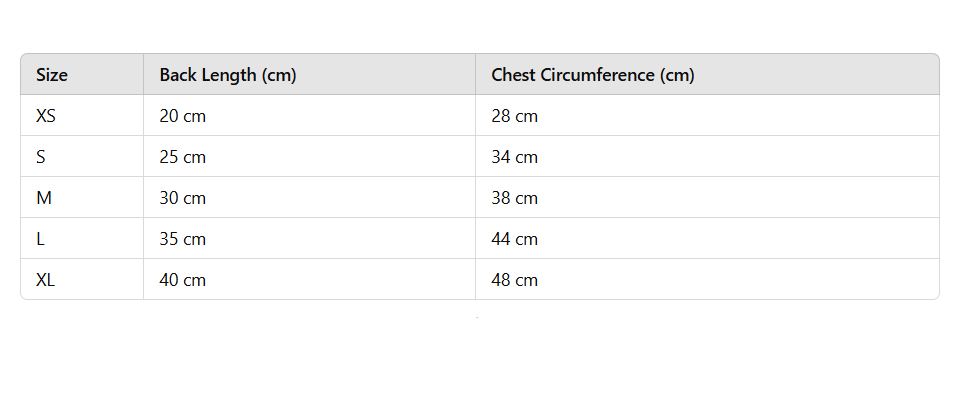 Size Back Length (cm) Chest Circumference (cm)
XS 20 cm 28 cm
S 25 cm 34 cm
M 30 cm 38 cm
L 35 cm 44 cm
XL 40 cm 48 cm